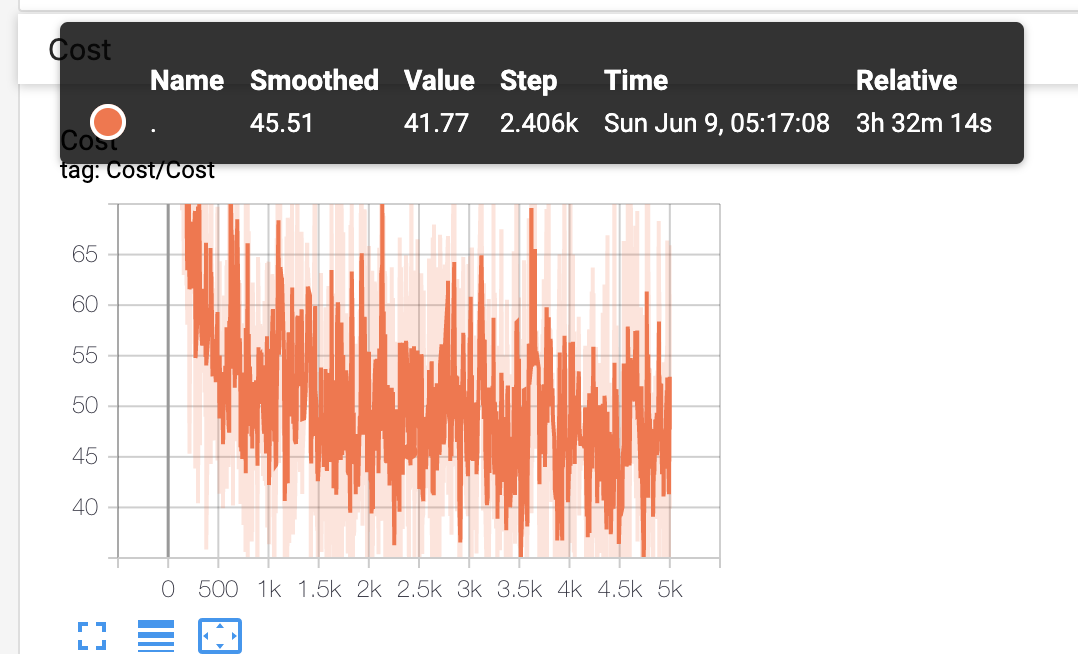 Cost
Name Smoothed Value Step Time Relative
. 45.51 41.77 2.406k Sun Jun 9, 05:17:08 3h 32m 14s
Cost
tag: Cost/Cost
65
60
55
50
45
40
0 500 1k 1.5k 2k 2.5k 3k 3.5k 4k 4.5k 5k